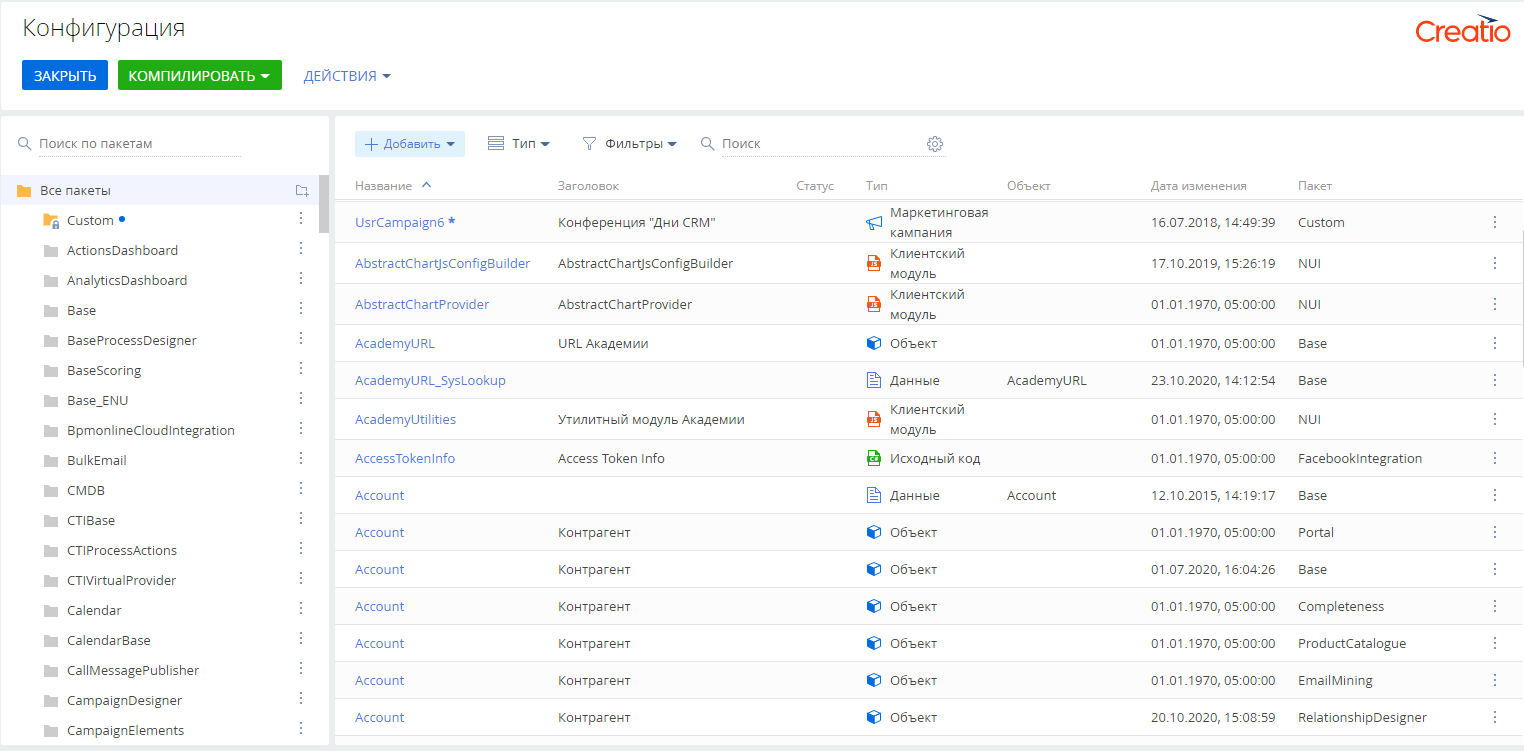 Конфигурация
Creatio
ЗАКРЫТЬ КОМПИЛИРОВАТЬ ДЕЙСТВИЯ
Поиск по пакетам
Все пакеты
Custom
ActionsDashboard
AnalyticsDashboard
Base
BaseProcessDesigner
BaseScoring
Base_ENU
BpmonlineCloudIntegration
BulkEmail
CMDB
CTIBase
CTIProcessActions
CTIVirtualProvider
Calendar
CalendarBase
CallMessagePublisher
CampaignDesigner
CampaignElements
Добавить Тип Фильтры Поиск
Название Заголовок Статус Тип Объект Дата изменения Пакет
UsrCampaign6 * Конференция "Дни CRM" Маркетинговая кампания 16.07.2018, 14:49:39 Custom
AbstractChartJsConfigBuilder AbstractChartJsConfigBuilder Клиентский модуль 17.10.2019, 15:26:19 NUI
AbstractChartProvider AbstractChartProvider Клиентский модуль 01.01.1970, 05:00:00 NUI
AcademyURL URL Академии Объект 01.01.1970, 05:00:00 Base
AcademyURL_SysLookup Данные AcademyURL 23.10.2020, 14:12:54 Base
AcademyUtilities Утилитный модуль Академии Клиентский модуль 01.01.1970, 05:00:00 NUI
AccessTokenInfo Access Token Info Исходный код 01.01.1970, 05:00:00 FacebookIntegration
Account Данные Account 12.10.2015, 14:19:17 Base
Account Контрагент Объект 01.01.1970, 05:00:00 Portal
Account Контрагент Объект 01.07.2020, 16:04:26 Base
Account Контрагент Объект 01.01.1970, 05:00:00 Completeness
Account Контрагент Объект 01.01.1970, 05:00:00 ProductCatalogue
Account Контрагент Объект 01.01.1970, 05:00:00 EmailMining
Account Контрагент Объект 20.10.2020, 15:08:59 RelationshipDesigner